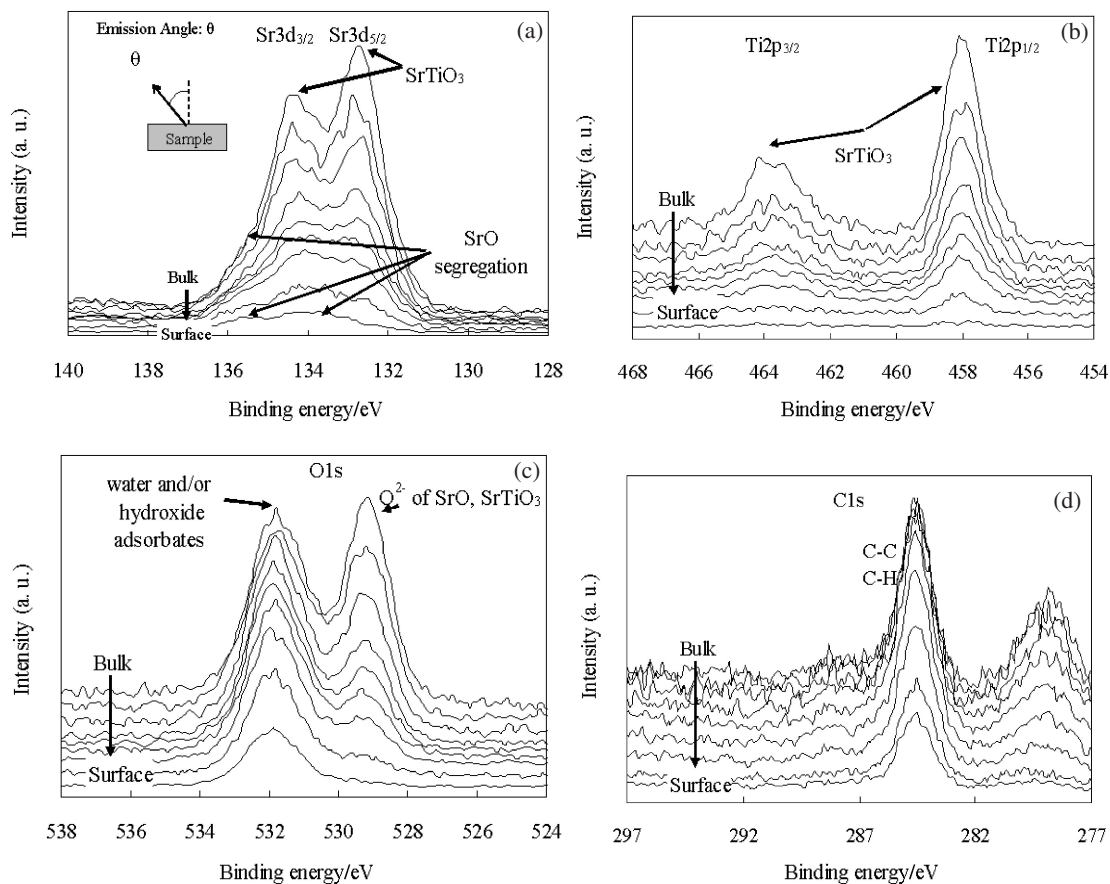 (a)
Emission Angle: θ
Sr3d3/2 Sr3d5/2
θ
SrTiO3
Sample
SrO
segregation
Bulk
Surface
Intensity (a. u.)
140 138 136 134 132 130 128
Binding energy/eV
(b)
Ti2p3/2 Ti2p1/2
SrTiO3
Bulk
Surface
Intensity (a. u.)
468 466 464 462 460 458 456 454
Binding energy/eV
(c)
O1s
water and/or
hydroxide
adsorbates
O2- of SrO, SrTiO3
Bulk
Surface
Intensity (a. u.)
538 536 534 532 530 529 526 524
Binding energy/eV
(d)
C1s
C-C
C-H
Bulk
Surface
Intensity (a. u.)
297 292 287 282 277
Binding energy/eV